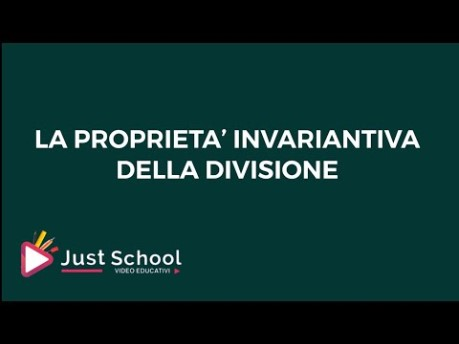 LA PROPRIETA’ INVARIANTIVA
DELLA DIVISIONE
Just School
VIDEO EDUCATIVI